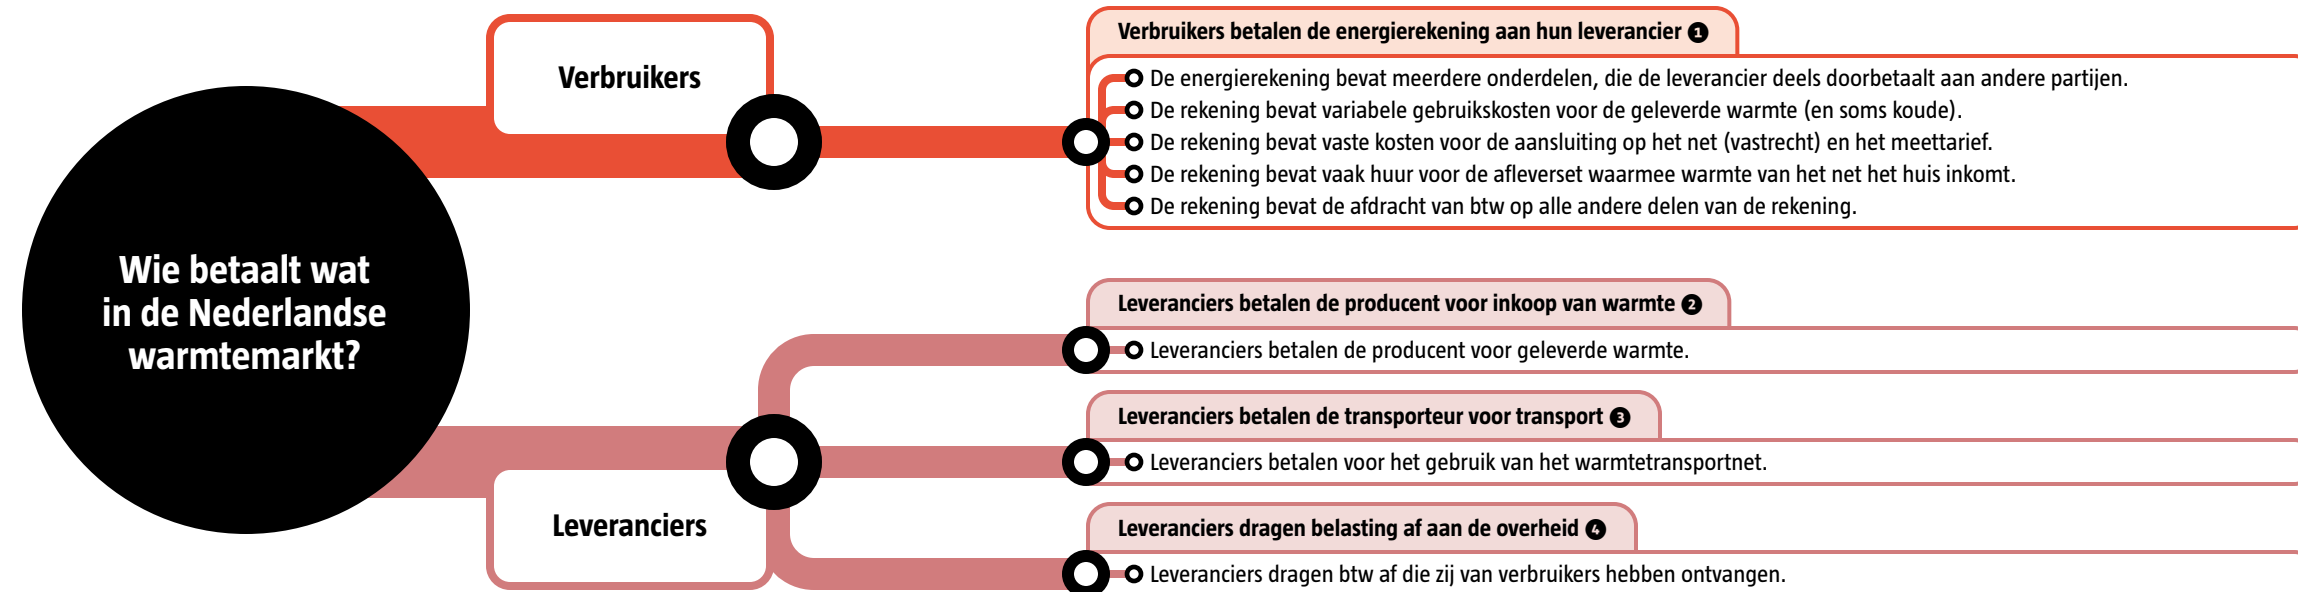 Wie betaalt wat
in de Nederlandse
warmtemarkt?
Verbruikers
Verbruikers betalen de energierekening aan hun leverancier ❶
De energierekening bevat meerdere onderdelen, die de leverancier deels doorbetaalt aan andere partijen.
De rekening bevat variabele gebruikskosten voor de geleverde warmte (en soms koude).
De rekening bevat vaste kosten voor de aansluiting op het net (vastrecht) en het meettarief.
De rekening bevat vaak huur voor de afleverset waarmee warmte van het net het huis inkomt.
De rekening bevat de afdracht van btw op alle andere delen van de rekening.
Leveranciers
Leveranciers betalen de producent voor inkoop van warmte ❷
Leveranciers betalen de producent voor geleverde warmte.
Leveranciers betalen de transporteur voor transport ❸
Leveranciers betalen voor het gebruik van het warmtetransportnet.
Leveranciers dragen belasting af aan de overheid ❹
Leveranciers dragen btw af die zij van verbruikers hebben ontvangen.